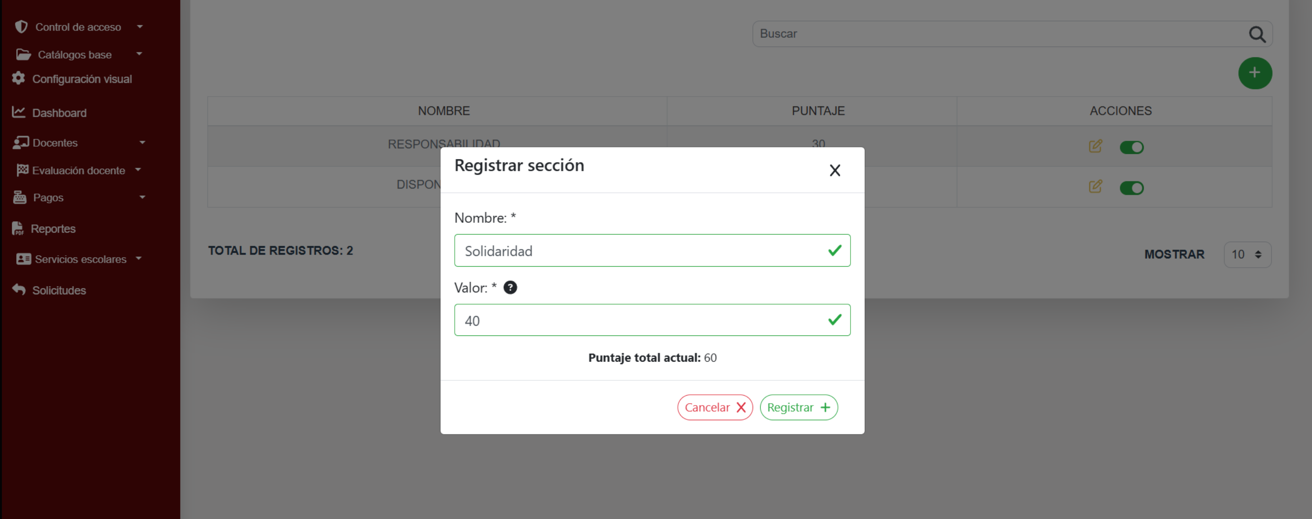 Control de acceso
Catálogos base
Configuración visual
Dashboard
Docentes
Evaluación docente
Pagos
Reportes
Servicios escolares
Solicitudes
Buscar
NOMBRE PUNTAJE ACCIONES
RESPONSABILIDAD 30
DISPON
TOTAL DE REGISTROS: 2
MOSTRAR 10
Registrar sección
Nombre: *
Solidaridad
Valor: *
40
Puntaje total actual: 60
Cancelar
Registrar